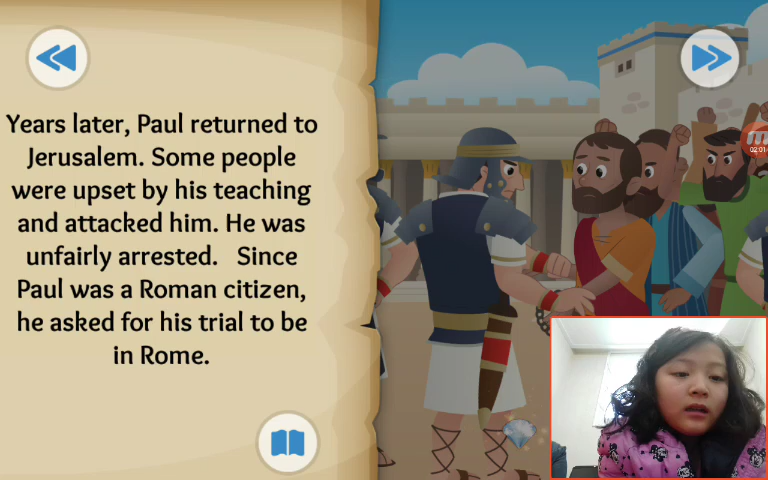 Years later, Paul returned to
Jerusalem. Some people
were upset by his teaching
and attacked him. He was
unfairly arrested.   Since
Paul was a Roman citizen,
he asked for his trial to be
in Rome.